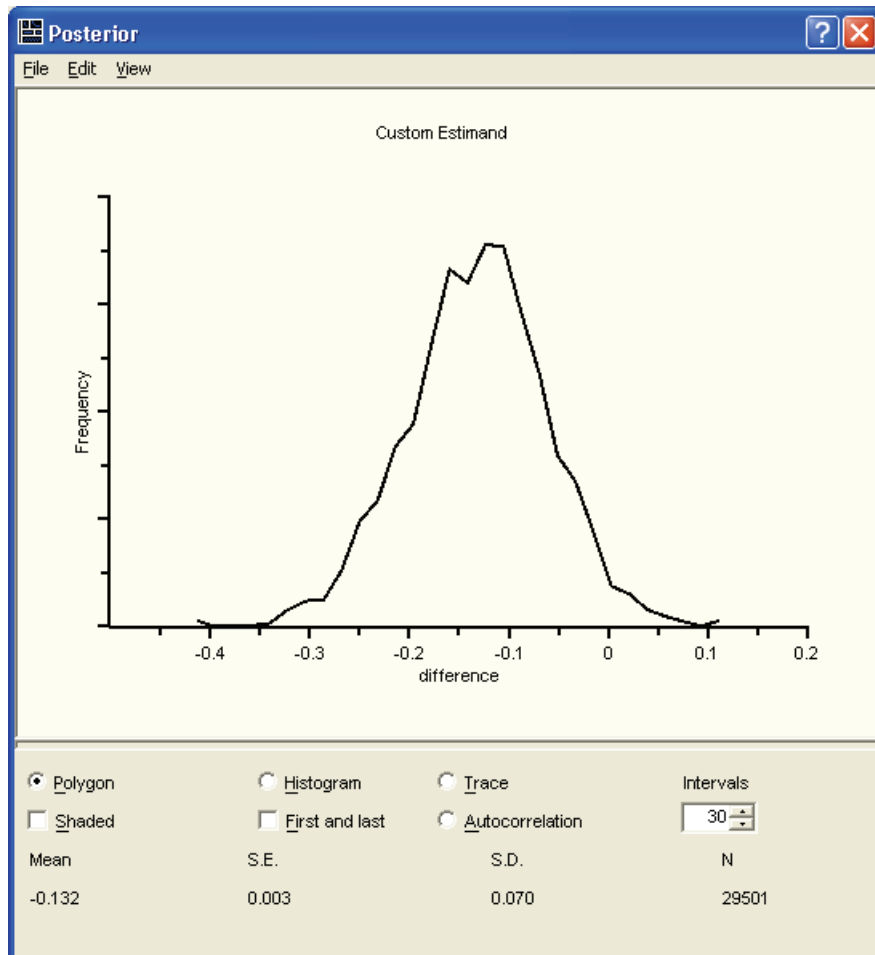 Posterior
File Edit View
Custom Estimand
Frequency
-0.4 -0.3 -0.2 -0.1 0 0.1 0.2
difference
Polygon Histogram Trace Intervals
Shaded First and last Autocorrelation 30
Mean S.E. S.D. N
-0.132 0.003 0.070 29501